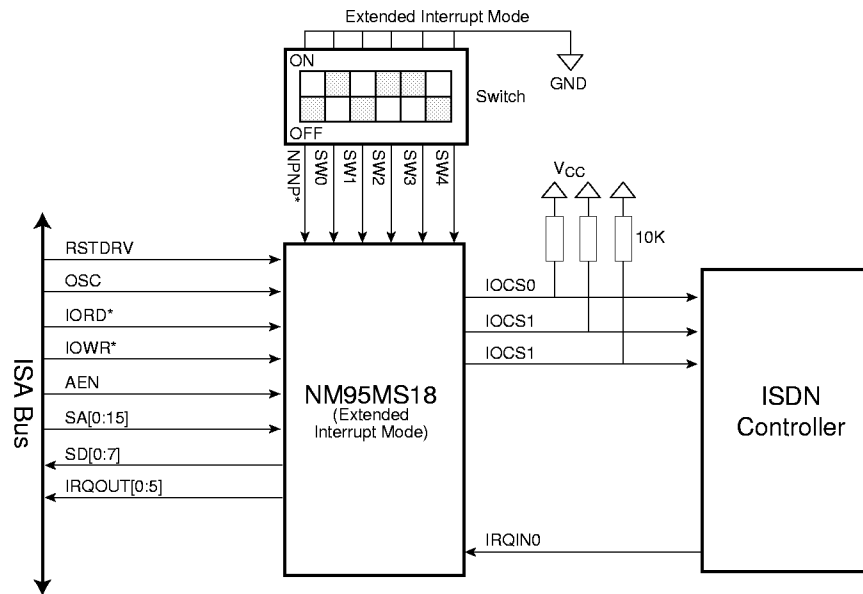 Extended Interrupt Mode
ON
OFF
Switch
GND
NPNP*
SW0
SW1
SW2
SW3
SW4
VCC
10K
ISA Bus
RSTDRV
OSC
IORD*
IOWR*
AEN
SA[0:15]
SD[0:7]
IRQOUT[0:5]
NM95MS18
(Extended
Interrupt Mode)
IOCS0
IOCS1
IOCS1
IRQIN0
ISDN
Controller